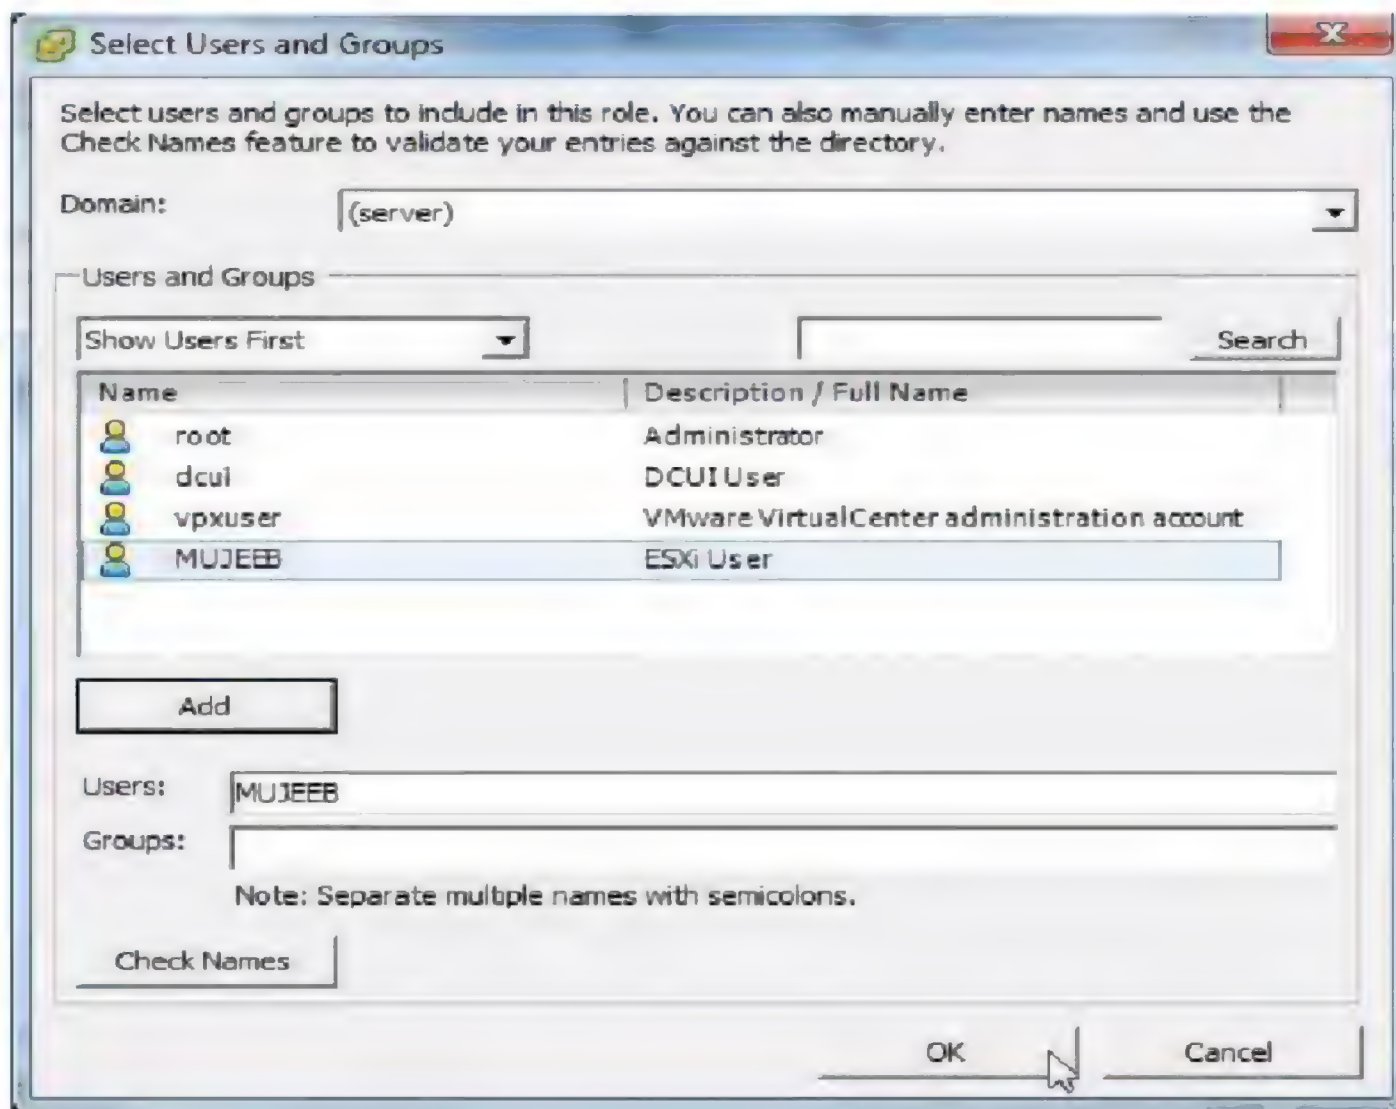 Select Users and Groups
X
Select users and groups to include in this role. You can also manually enter names and use the
Check Names feature to validate your entries against the directory.
Domain:
(server)
Users and Groups
Show Users First
Search
Name Description / Full Name
root Administrator
dcui DCUI User
vpxuser VMware VirtualCenter administration account
MUJEEB ESXi User
Add
Users: MUJEEB
Groups:
Note: Separate multiple names with semicolons.
Check Names
OK Cancel